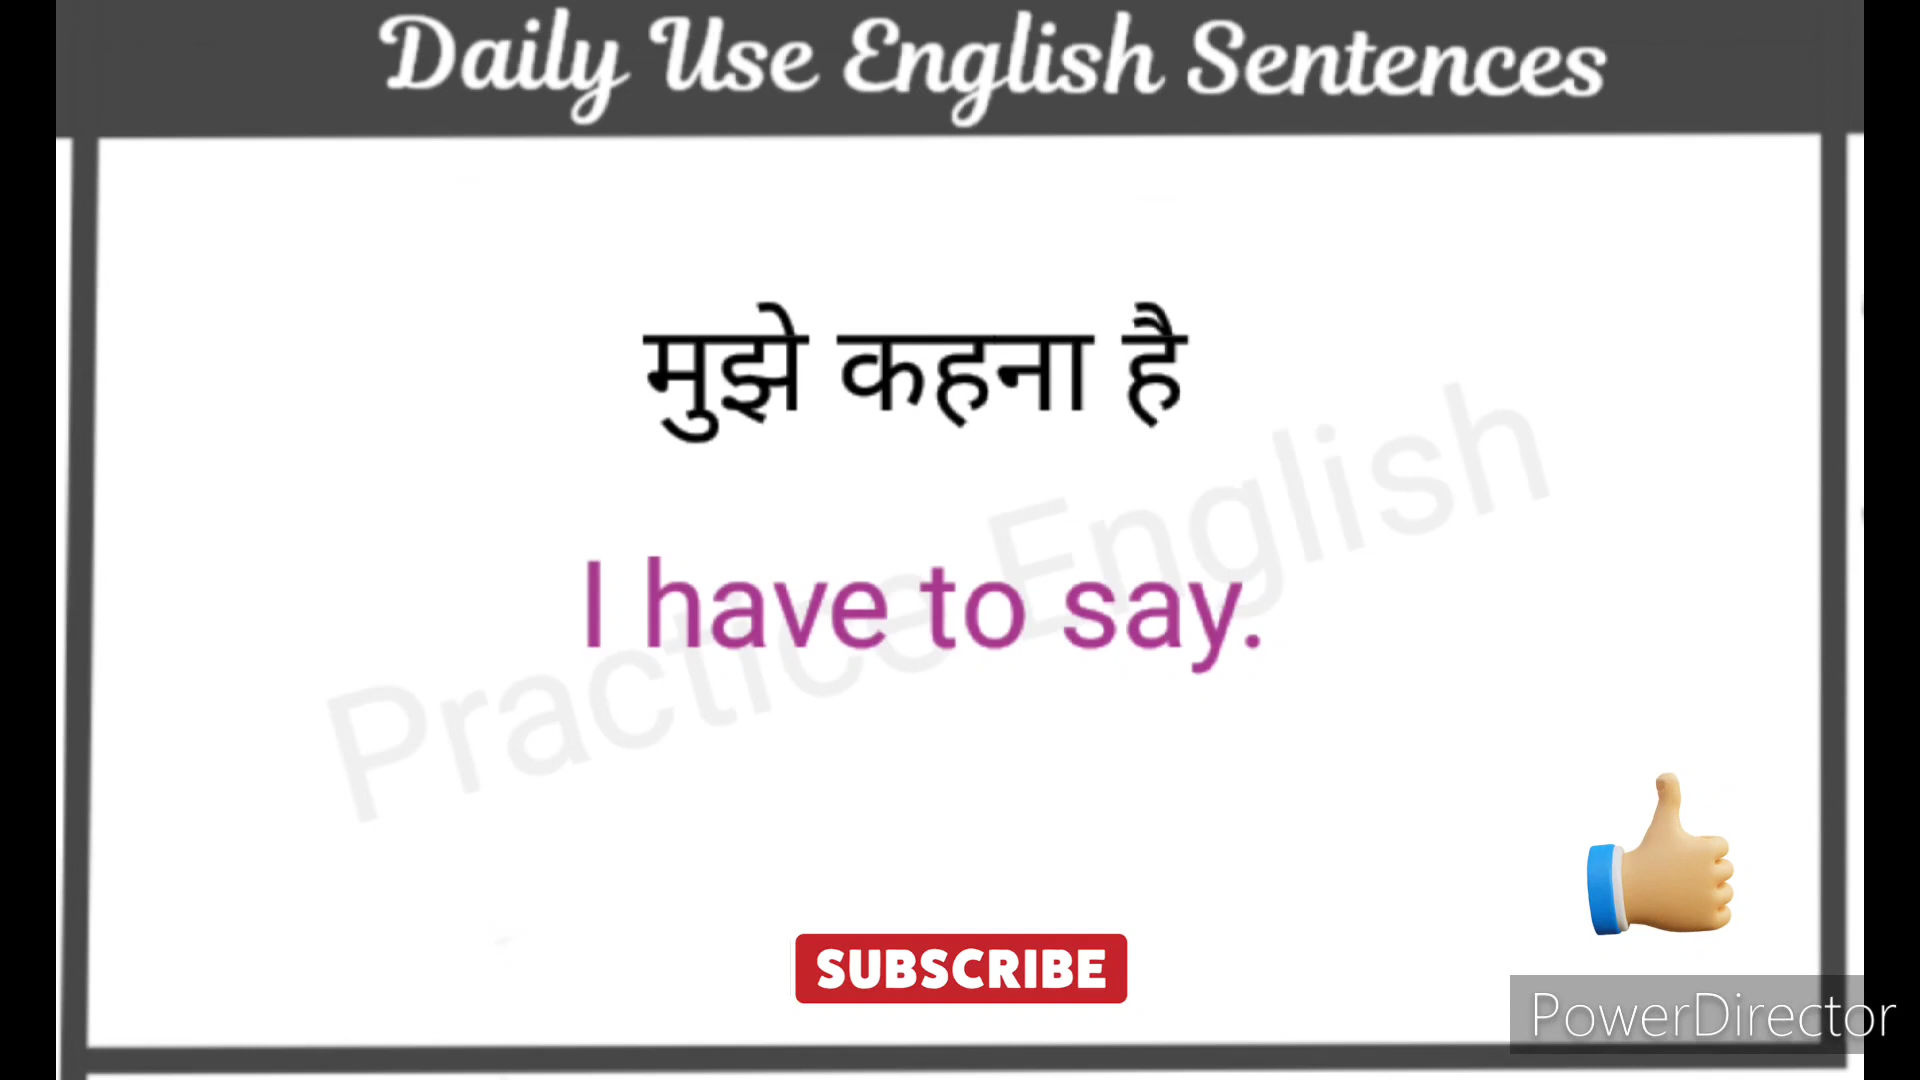 Daily Use English Sentences
मुझे कहना है
I have to say.
Practice English
SUBSCRIBE
PowerDirector